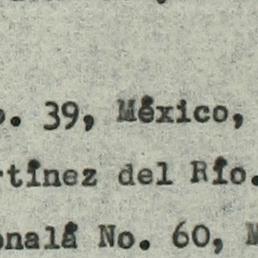 o. 39, México,
rtínez del Río.
onalá No. 60, M